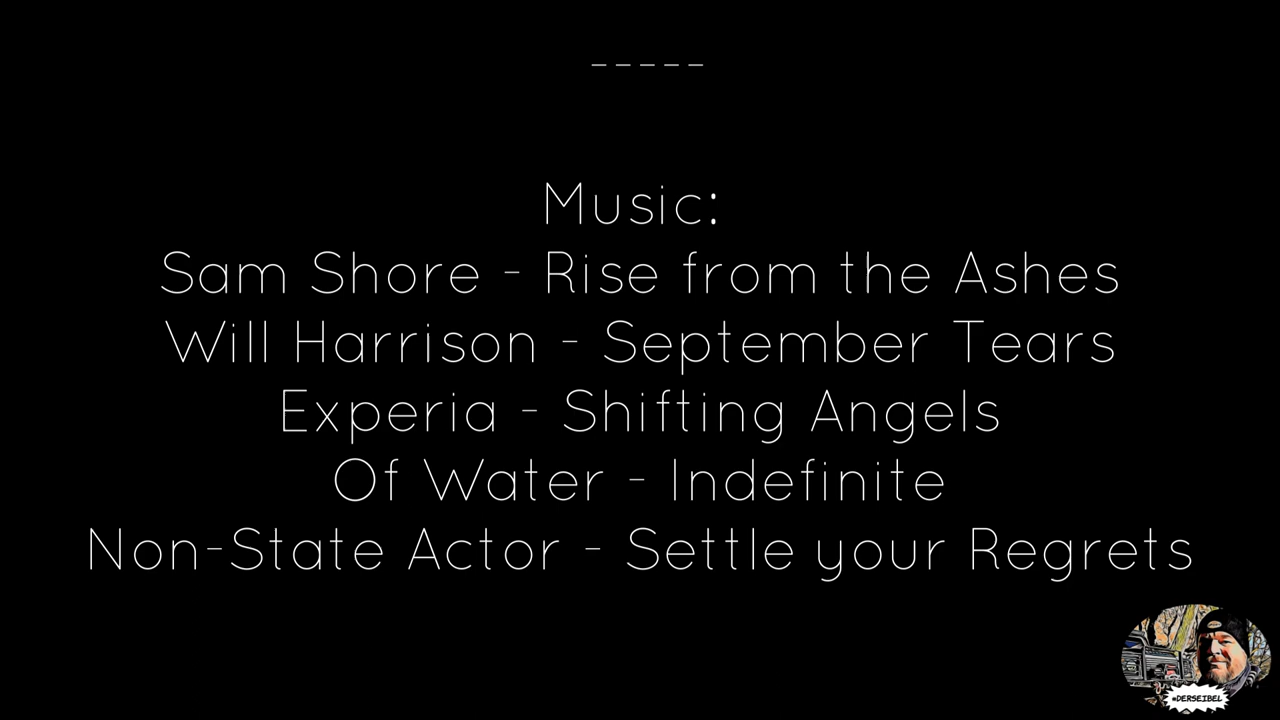 -----
Music:
Sam Shore - Rise from the Ashes
Will Harrison - September Tears
Experia - Shifting Angels
Of Water - Indefinite
Non-State Actor - Settle your Regrets
#DERSEIBEL